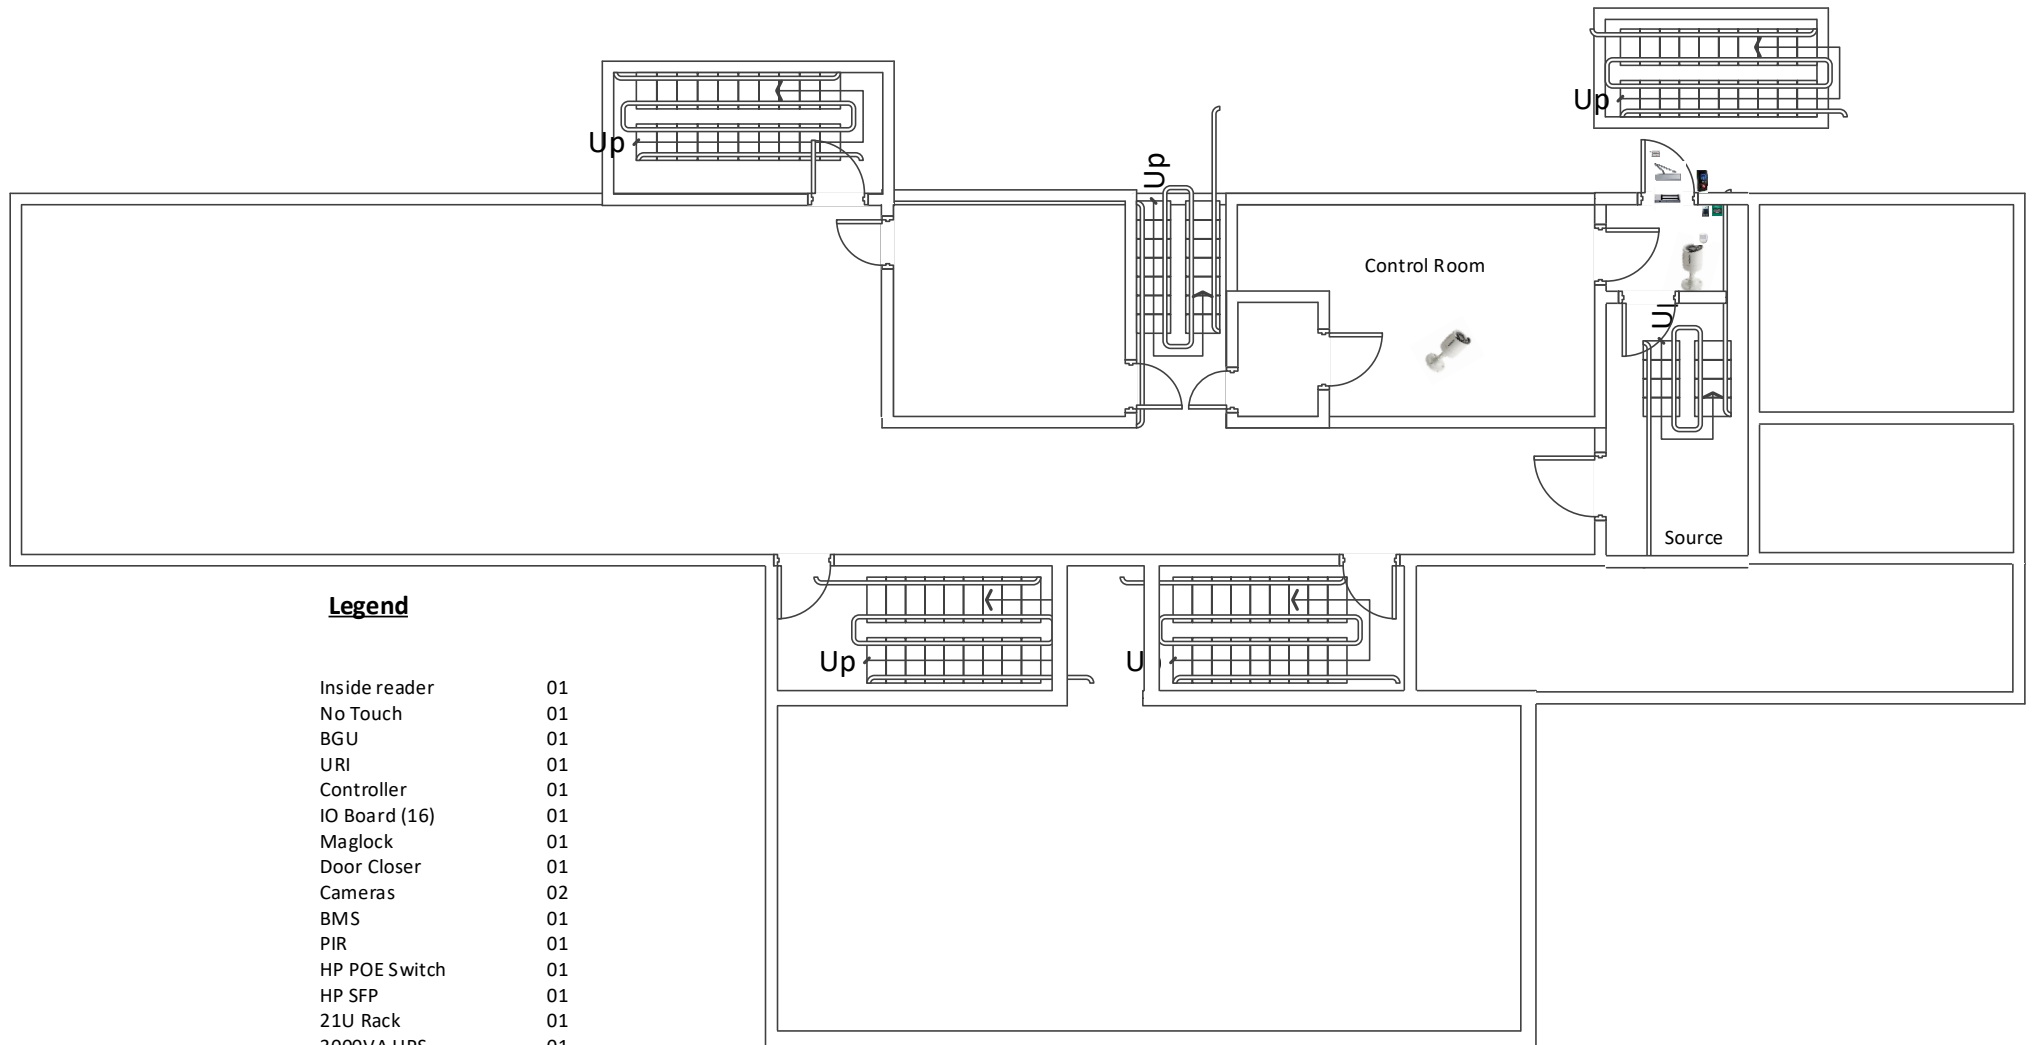 Up
Up
Up
Control Room
Source
Legend
Up
U
Inside reader 01
No Touch 01
BGU 01
URI 01
Controller 01
IO Board (16) 01
Maglock 01
Door Closer 01
Cameras 02
BMS 01
PIR 01
HP POE Switch 01
HP SFP 01
21U Rack 01